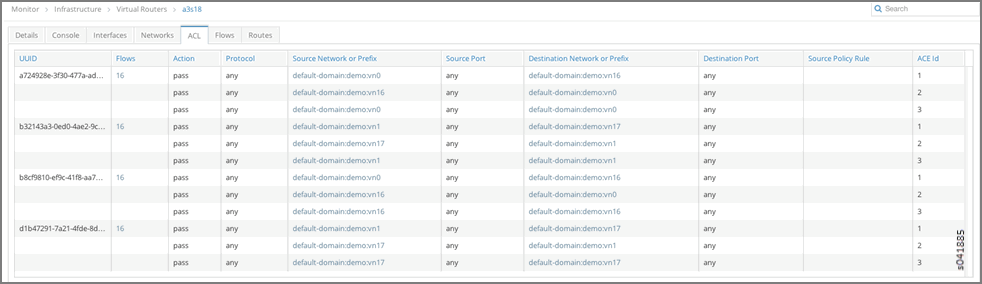 Monitor > Infrastructure > Virtual Routers > a3s18
Search
Details Console Interfaces Networks ACL Flows Routes
UUID Flows Action Protocol Source Network or Prefix Source Port Destination Network or Prefix Destination Port Source Policy Rule ACE Id
a724928e-3f30-477a-ad... 16 pass any default-domain:demo:vn0 any default-domain:demo:vn16 any 1
pass any default-domain:demo:vn16 any default-domain:demo:vn0 any 2
pass any default-domain:demo:vn0 any default-domain:demo:vn0 any 3
b32143a3-0ed0-4ae2-9c... 16 pass any default-domain:demo:vn1 any default-domain:demo:vn17 any 1
pass any default-domain:demo:vn17 any default-domain:demo:vn1 any 2
pass any default-domain:demo:vn1 any default-domain:demo:vn1 any 3
b8cf9810-ef9c-41f8-aa7... 16 pass any default-domain:demo:vn0 any default-domain:demo:vn16 any 1
pass any default-domain:demo:vn16 any default-domain:demo:vn0 any 2
pass any default-domain:demo:vn16 any default-domain:demo:vn16 any 3
d1b47291-7a21-4fde-8d... 16 pass any default-domain:demo:vn1 any default-domain:demo:vn17 any 1
pass any default-domain:demo:vn17 any default-domain:demo:vn1 any 2
pass any default-domain:demo:vn17 any default-domain:demo:vn17 any 3
s041885